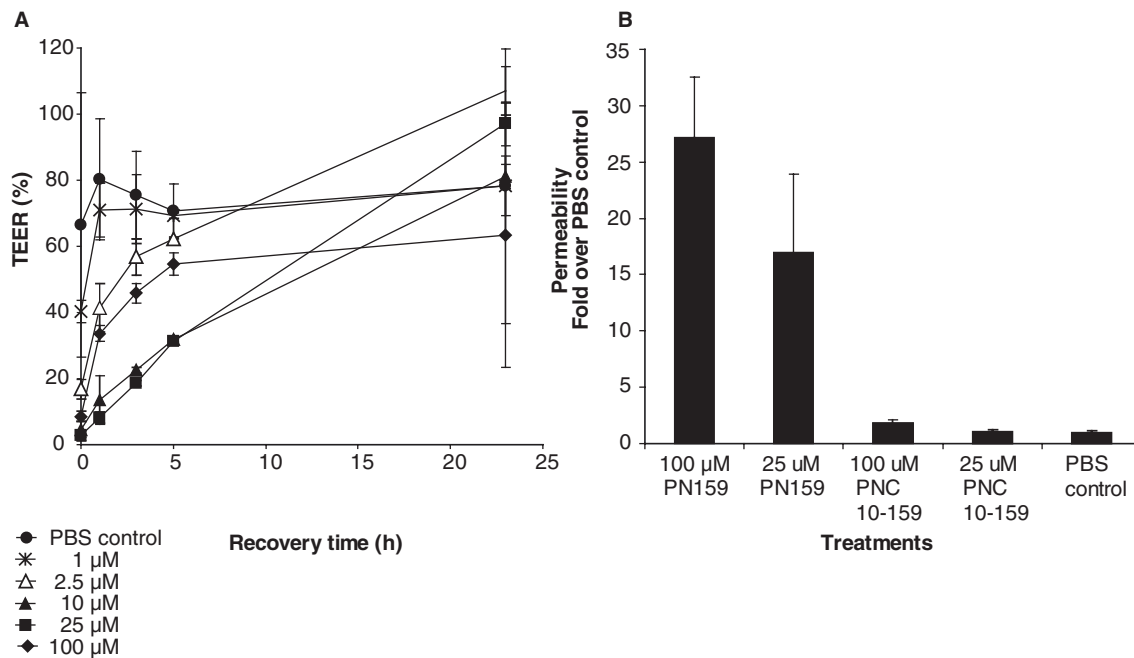 A
120
100
80
60
40
20
0
TEER (%)
0 5 10 15 20 25
Recovery time (h)
PBS control
1 µM
2.5 µM
10 µM
25 µM
100 µM
B
35
30
25
20
15
10
5
0
Permeability
Fold over PBS control
100 µM
PN159
25 uM
PN159
100 uM
PNC
10-159
25 uM
PNC
10-159
PBS
control
Treatments